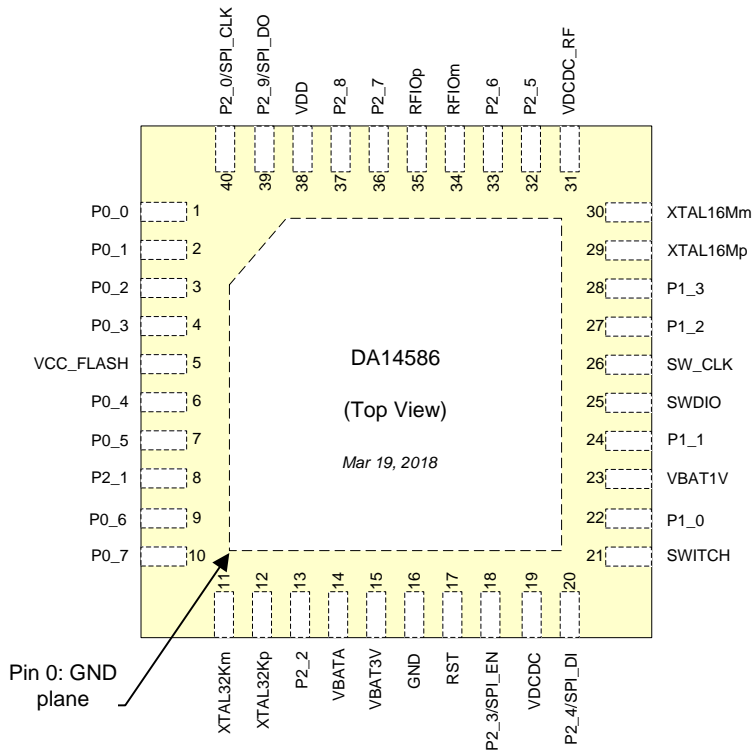 P2_0/SPI_CLK
P2_9/SPI_DO
VDD
P2_8
P2_7
RFIOp
RFIOm
P2_6
P2_5
VDCDC_RF
40
39
38
37
36
35
34
33
32
31
P0_0 1
P0_1 2
P0_2 3
P0_3 4
VCC_FLASH 5
P0_4 6
P0_5 7
P2_1 8
P0_6 9
P0_7 10
DA14586
(Top View)
Mar 19, 2018
30 XTAL16Mm
29 XTAL16Mp
28 P1_3
27 P1_2
26 SW_CLK
25 SWDIO
24 P1_1
23 VBAT1V
22 P1_0
21 SWITCH
11
12
13
14
15
16
17
18
19
20
XTAL32Km
XTAL32Kp
P2_2
VBATA
VBAT3V
GND
RST
P2_3/SPI_EN
VDCDC
P2_4/SPI_DI
Pin 0: GND
plane